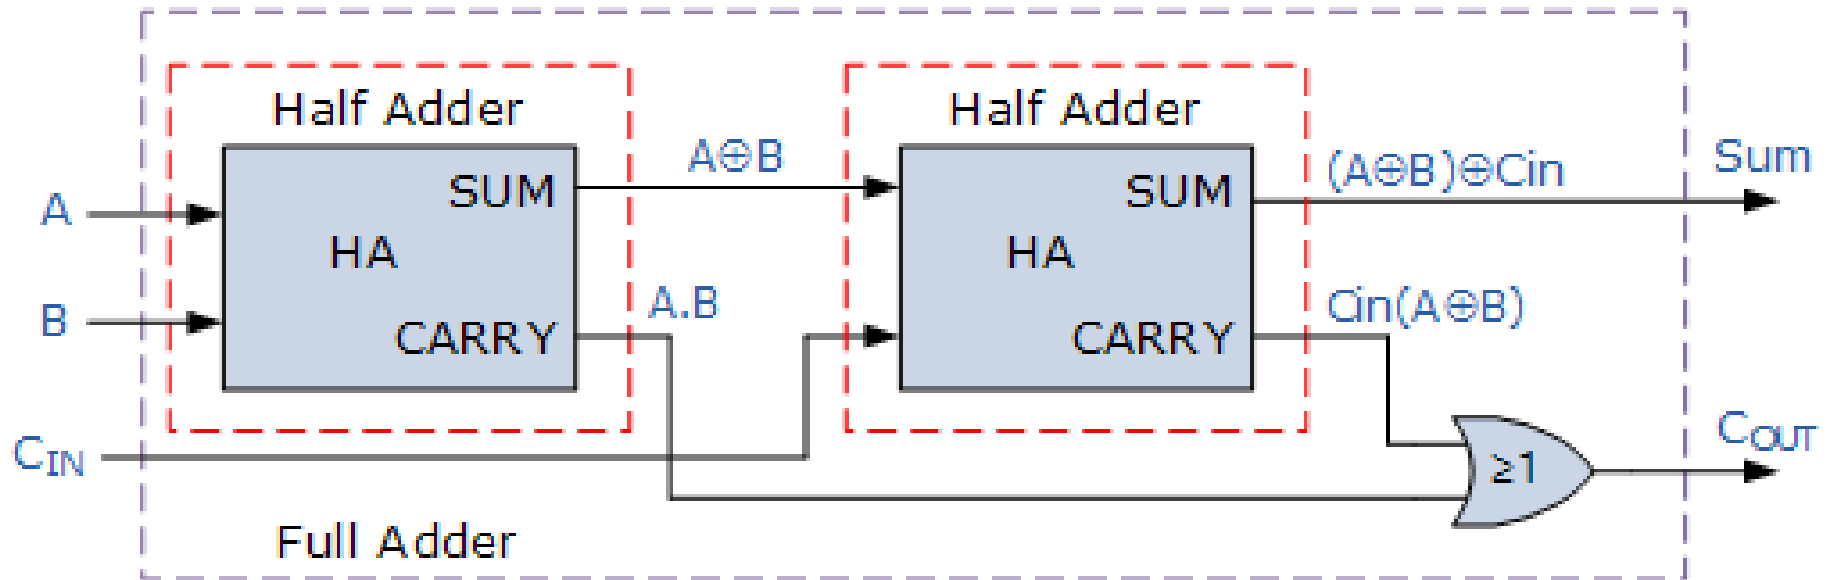 Half Adder
Half Adder
A⊕B
(A⊕B)⊕Cin
Sum
SUM
SUM
A
HA
HA
B
A.B
Cin(A⊕B)
CARRY
CARRY
CIN
COUT
≥1
Full Adder